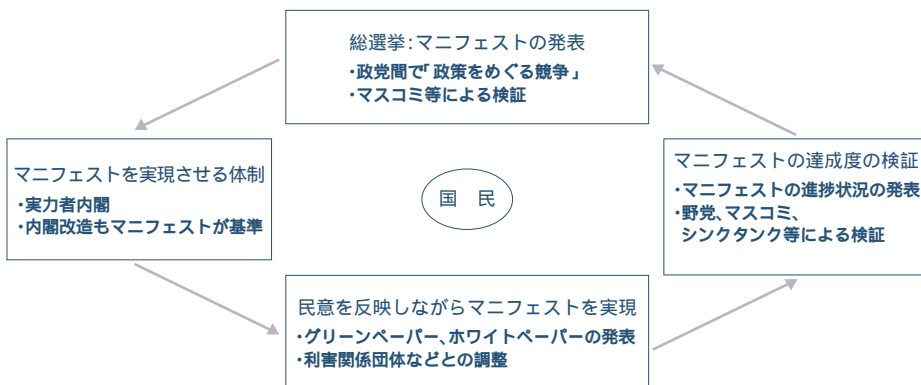 総選挙:マニフェストの発表
・政党間で「政策をめぐる競争」
・マスコミ等による検証
マニフェストを実現させる体制
・実力者内閣
・内閣改造もマニフェストが基準
国 民
マニフェストの達成度の検証
・マニフェストの進捗状況の発表
・野党、マスコミ、
シンクタンク等による検証
民意を反映しながらマニフェストを実現
・グリーンペーパー、ホワイトペーパーの発表
・利害関係団体などとの調整